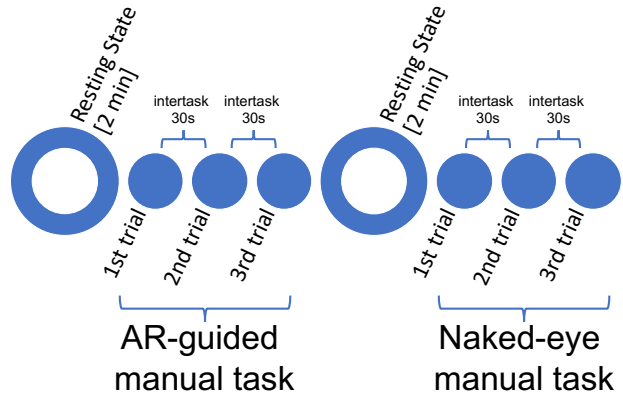 Resting State
[2 min]
intertask
30s
intertask
30s
1st trial
2nd trial
3rd trial
AR-guided
manual task
Resting State
[2 min]
intertask
30s
intertask
30s
1st trial
2nd trial
3rd trial
Naked-eye
manual task